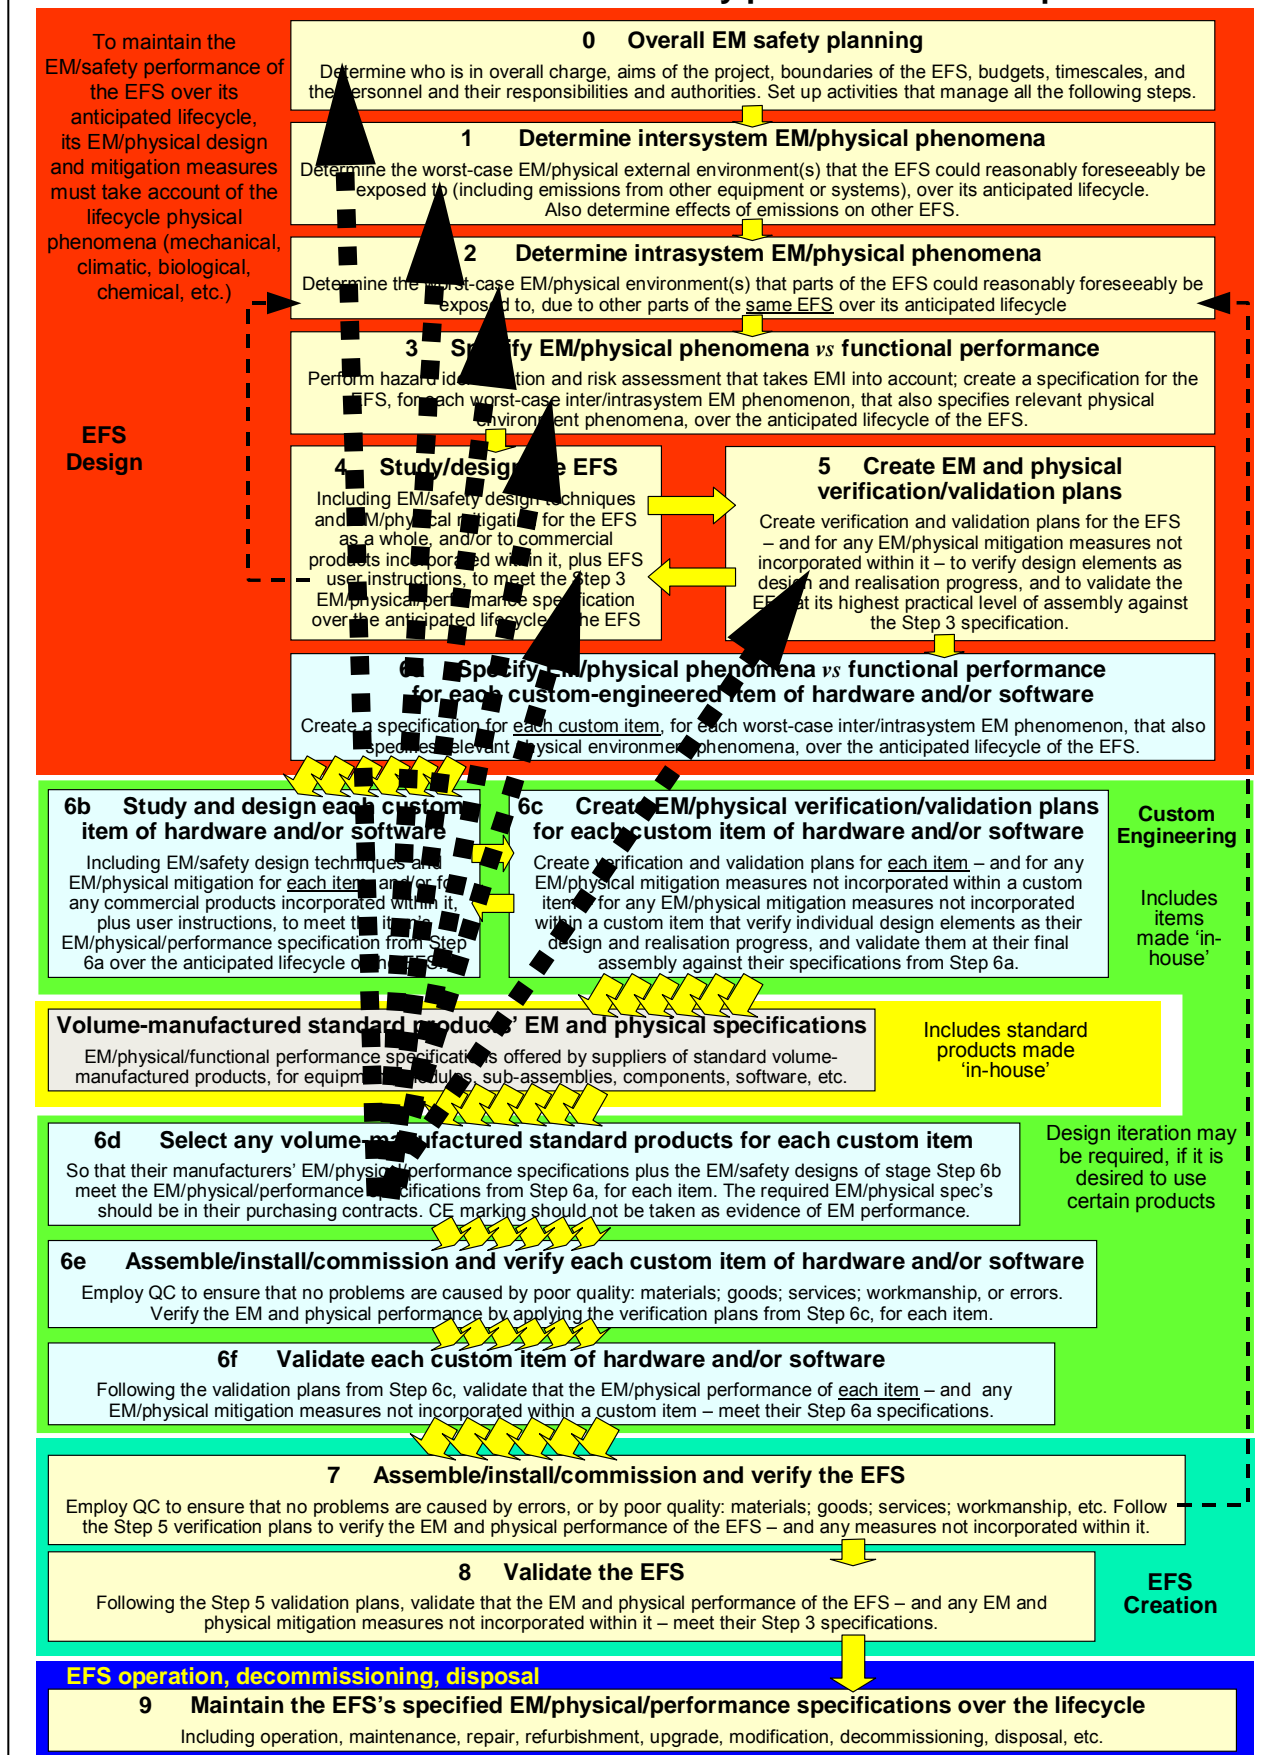 To maintain the
EM/safety performance of
the EFS over its
anticipated lifecycle,
its EM/physical design
and mitigation measures
must take account of the
lifecycle physical
phenomena (mechanical,
climatic, biological,
chemical, etc.)
EFS
Design
0 Overall EM safety planning
Determine who is in overall charge, aims of the project, boundaries of the EFS, budgets, timescales, and
the personnel and their responsibilities and authorities. Set up activities that manage all the following steps.
1 Determine intersystem EM/physical phenomena
Determine the worst-case EM/physical external environment(s) that the EFS could reasonably foreseeably be
exposed to (including emissions from other equipment or systems), over its anticipated lifecycle.
Also determine effects of emissions on other EFS.
2 Determine intrasystem EM/physical phenomena
Determine the worst-case EM/physical environment(s) that parts of the EFS could reasonably foreseeably be
exposed to, due to other parts of the same EFS over its anticipated lifecycle
3 Specify EM/physical phenomena vs functional performance
Perform hazard identification and risk assessment that takes EMI into account; create a specification for the
EFS, for each worst-case inter/intrasystem EM phenomenon, that also specifies relevant physical
environment phenomena, over the anticipated lifecycle of the EFS.
4 Study/design the EFS
Including EM/safety design techniques
and EM/physical mitigation for the EFS
as a whole, and/or to commercial
products incorporated within it, plus EFS
user instructions, to meet the Step 3
EM/physical/performance specification
over the anticipated lifecycle of the EFS
5 Create EM and physical
verification/validation plans
Create verification and validation plans for the EFS
– and for any EM/physical mitigation measures not
incorporated within it – to verify design elements as
design and realisation progress, and to validate the
EFS at its highest practical level of assembly against
the Step 3 specification.
6a Specify EM/physical phenomena vs functional performance
for each custom-engineered item of hardware and/or software
Create a specification for each custom item, for each worst-case inter/intrasystem EM phenomenon, that also
specifies relevant physical environment phenomena, over the anticipated lifecycle of the EFS.
6b Study and design each custom
item of hardware and/or software
Including EM/safety design techniques and
EM/physical mitigation for each item, and/or for
any commercial products incorporated within it,
plus user instructions, to meet the item's
EM/physical/performance specification from Step
6a over the anticipated lifecycle of the EFS.
6c Create EM/physical verification/validation plans
for each custom item of hardware and/or software
Create verification and validation plans for each item – and for any
EM/physical mitigation measures not incorporated within a custom
item, for any EM/physical mitigation measures not incorporated
within a custom item that verify individual design elements as their
design and realisation progress, and validate them at their final
assembly against their specifications from Step 6a.
Custom
Engineering
Includes
items
made ‘in-
house’
Volume-manufactured standard products’ EM and physical specifications
EM/physical/functional performance specifications offered by suppliers of standard volume-
manufactured products, for equipment, modules, sub-assemblies, components, software, etc.
Includes standard
products made
‘in-house’
6d Select any volume-manufactured standard products for each custom item
So that their manufacturers’ EM/physical/performance specifications plus the EM/safety designs of stage Step 6b
meet the EM/physical/performance specifications from Step 6a, for each item. The required EM/physical spec’s
should be in their purchasing contracts. CE marking should not be taken as evidence of EM performance.
Design iteration may
be required, if it is
desired to use
certain products
6e Assemble/install/commission and verify each custom item of hardware and/or software
Employ QC to ensure that no problems are caused by poor quality: materials; goods; services; workmanship, or errors.
Verify the EM and physical performance by applying the verification plans from Step 6c, for each item.
6f Validate each custom item of hardware and/or software
Following the validation plans from Step 6c, validate that the EM/physical performance of each item – and any
EM/physical mitigation measures not incorporated within a custom item – meet their Step 6a specifications.
7 Assemble/install/commission and verify the EFS
Employ QC to ensure that no problems are caused by errors, or by poor quality: materials; goods; services; workmanship, etc. Follow
the Step 5 verification plans to verify the EM and physical performance of the EFS – and any measures not incorporated within it.
8 Validate the EFS
Following the Step 5 validation plans, validate that the EM and physical performance of the EFS – and any EM and
physical mitigation measures not incorporated within it – meet their Step 3 specifications.
EFS
Creation
EFS operation, decommissioning, disposal
9 Maintain the EFS’s specified EM/physical/performance specifications over the lifecycle
Including operation, maintenance, repair, refurbishment, upgrade, modification, decommissioning, disposal, etc.